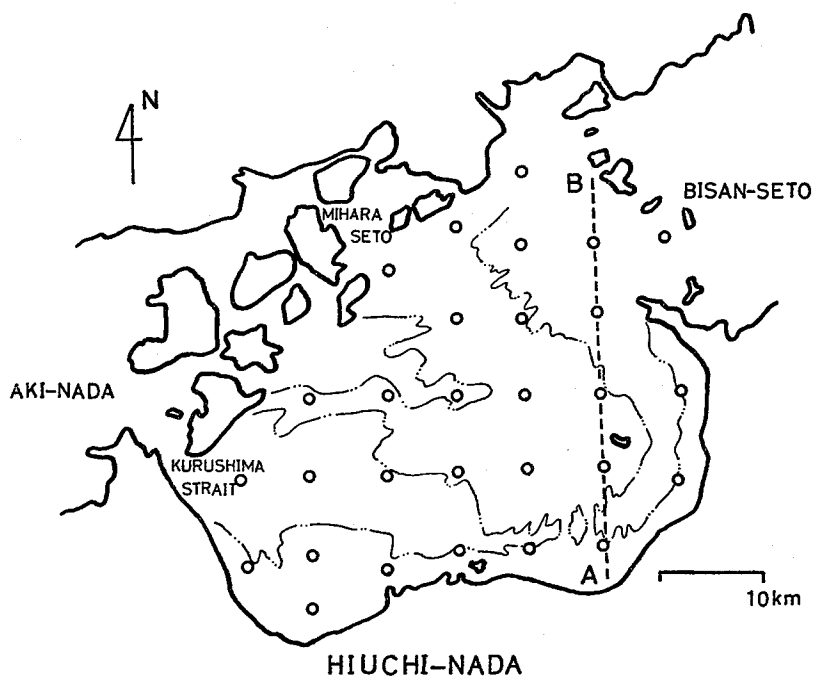 N
B
BISAN-SETO
MIHARA
SETO
AKI-NADA
KURUSHIMA
STRAIT
A
10km
HIUCHI-NADA